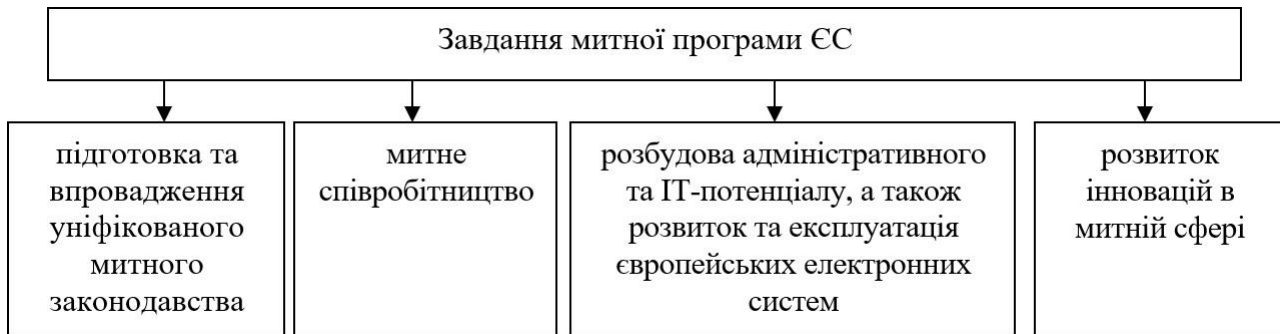 Завдання митної програми ЄС
підготовка та
впровадження
уніфікованого
митного
законодавства
митне
співробітництво
розбудова адміністративного
та ІТ-потенціалу, а також
розвиток та експлуатація
європейських електронних
систем
розвиток
інновацій в
митній сфері